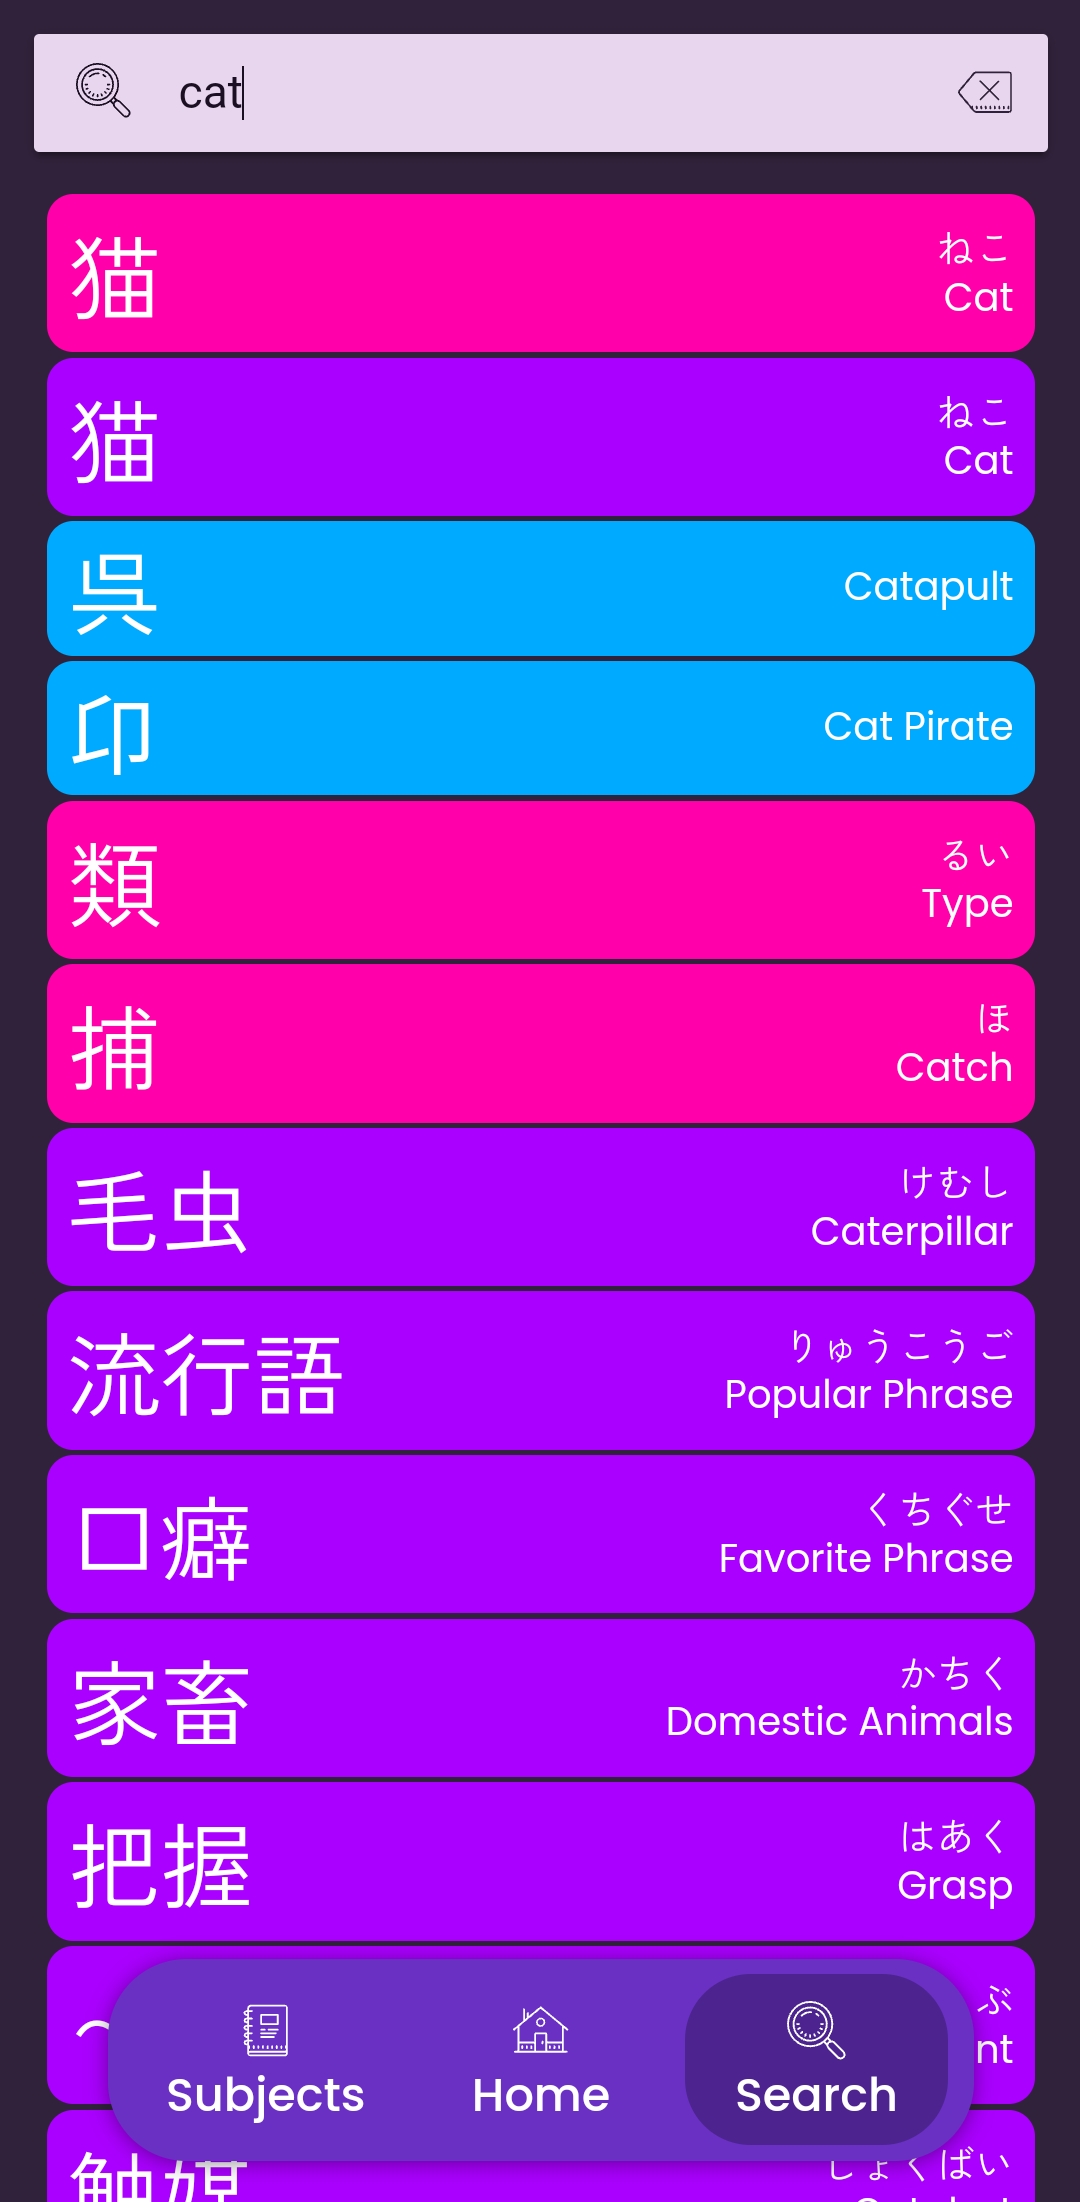 cat
猫
ねこ
Cat
猫
ねこ
Cat
呉
Catapult
卬
Cat Pirate
類
るい
Type
捕
ほ
Catch
毛虫
けむし
Caterpillar
流行語
りゅうこうご
Popular Phrase
口癖
くちぐせ
Favorite Phrase
家畜
かちく
Domestic Animals
把握
はあく
Grasp
〜
ぶ
nt
触媒
しょくばい
Subjects
Home
Search